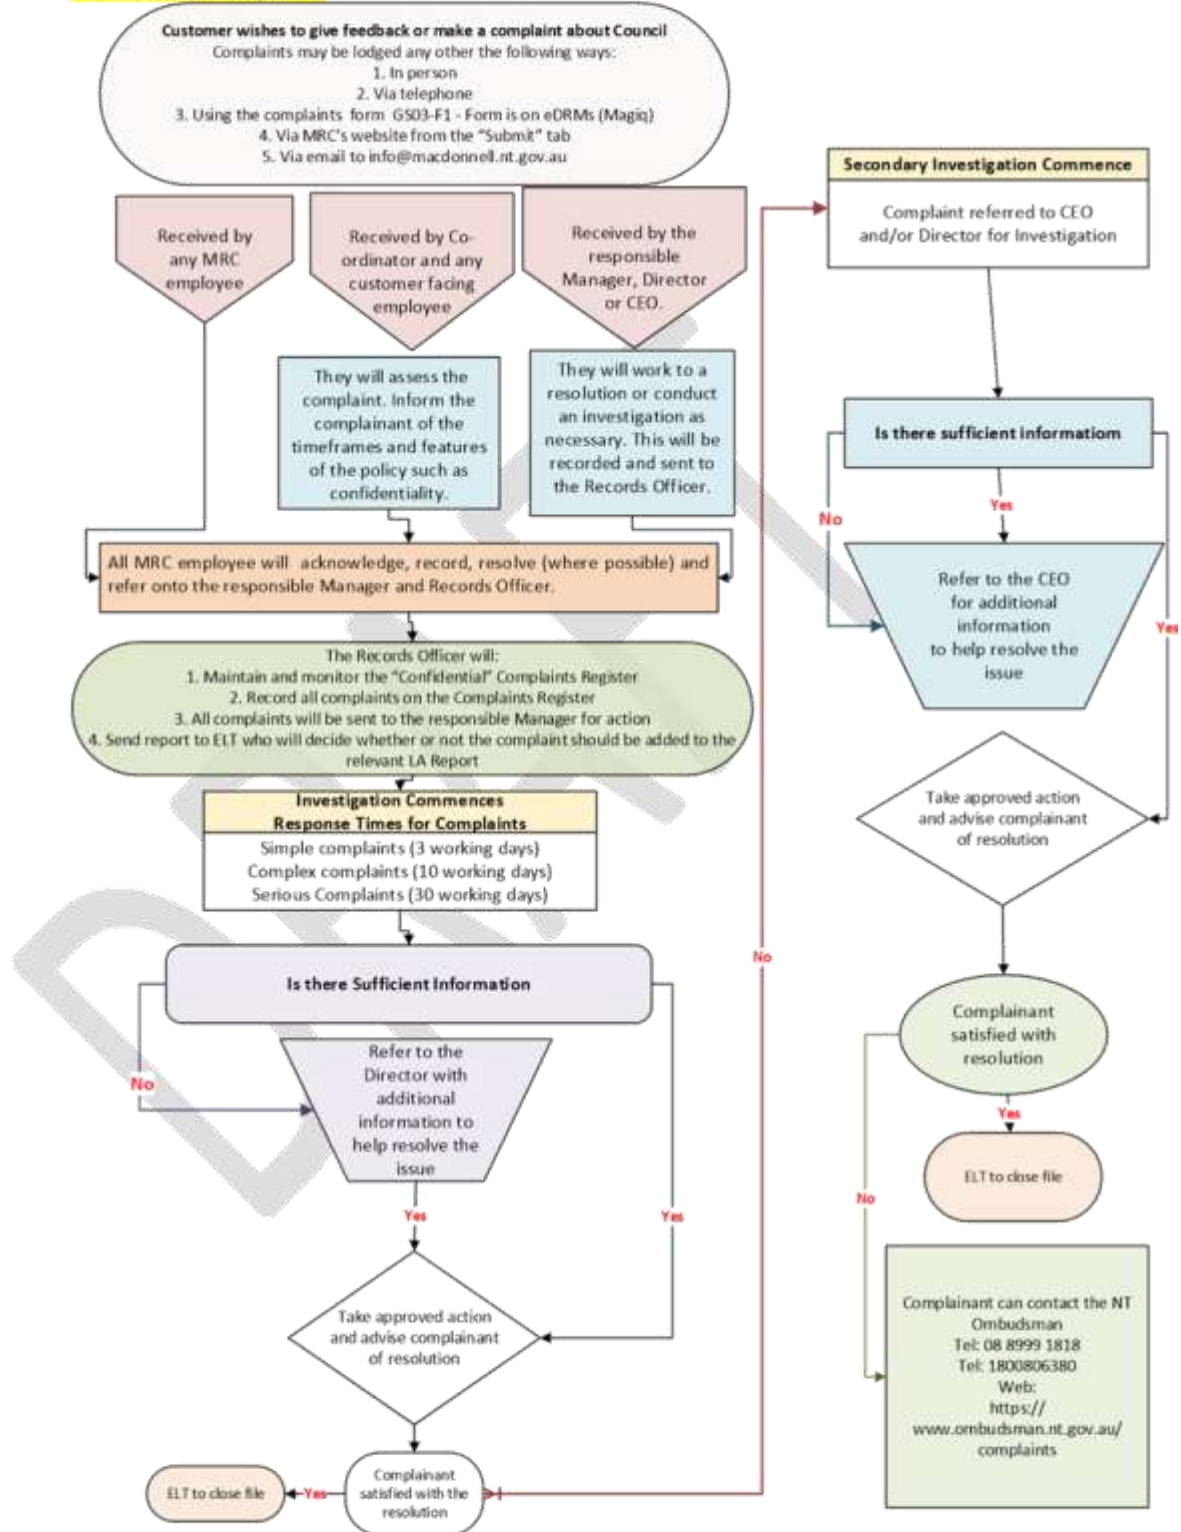 Customer wishes to give feedback or make a complaint about Council
Complaints may be lodged any other the following ways:
1. In person
2. Via telephone
3. Using the complaints form GS03-F1 - Form is on eDRMs (Magiq)
4. Via MRC's website from the "Submit" tab
5. Via email to info@macdonnell.nt.gov.au
Received by
any MRC
employee
Received by Co-
ordinator and any
customer facing
employee
Received by the
responsible
Manager, Director
or CEO.
They will assess the
complaint. Inform the
complainant of the
timeframes and features
of the policy such as
confidentiality.
They will work to a
resolution or conduct
an investigation as
necessary. This will be
recorded and sent to
the Records Officer.
All MRC employee will acknowledge, record, resolve (where possible) and
refer onto the responsible Manager and Records Officer.
The Records Officer will:
1. Maintain and monitor the "Confidential" Complaints Register
2. Record all complaints on the Complaints Register
3. All complaints will be sent to the responsible Manager for action
4. Send report to ELT who will decide whether or not the complaint should be added to the
relevant LA Report
Investigation Commences
Response Times for Complaints
Simple complaints (3 working days)
Complex complaints (10 working days)
Serious Complaints (30 working days)
Is there Sufficient Information
No
Refer to the
Director with
additional
information to
help resolve the
issue
Yes
Yes
Take approved action
and advise complainant
of resolution
Complainant
satisfied with the
resolution
Yes
ELT to close file
No
Secondary Investigation Commence
Complaint referred to CEO
and/or Director for Investigation
Is there sufficient Informatiom
No
Yes
Yes
Refer to the CEO
for additional
information
to help resolve the
issue
Take approved action
and advise complainant
of resolution
Complainant
satisfied with
resolution
Yes
ELT to close file
No
Complainant can contact the NT
Ombudsman
Tel: 08 8999 1818
Tel: 1800806380
Web:
https://
www.ombudsman.nt.gov.au/
complaints
DRAFT